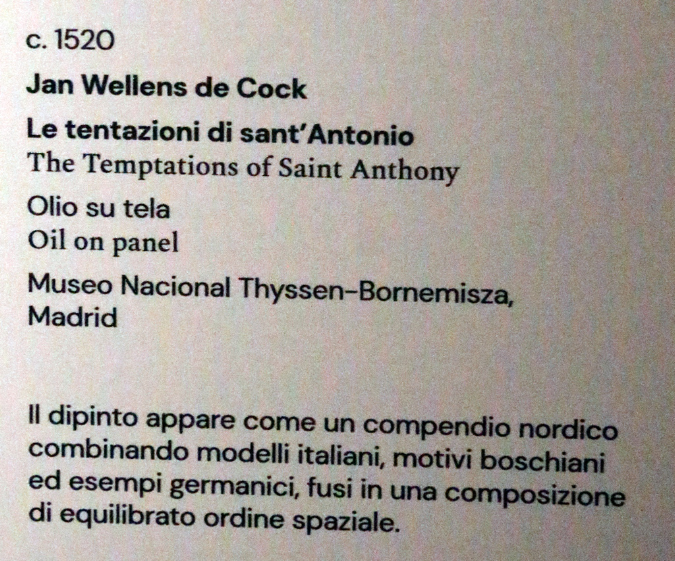 c. 1520
Jan Wellens de Cock
Le tentazioni di sant'Antonio
The Temptations of Saint Anthony
Olio su tela
Oil on panel
Museo Nacional Thyssen-Bornemisza,
Madrid
Il dipinto appare come un compendio nordico
combinando modelli italiani, motivi boschiani
ed esempi germanici, fusi in una composizione
di equilibrato ordine spaziale.